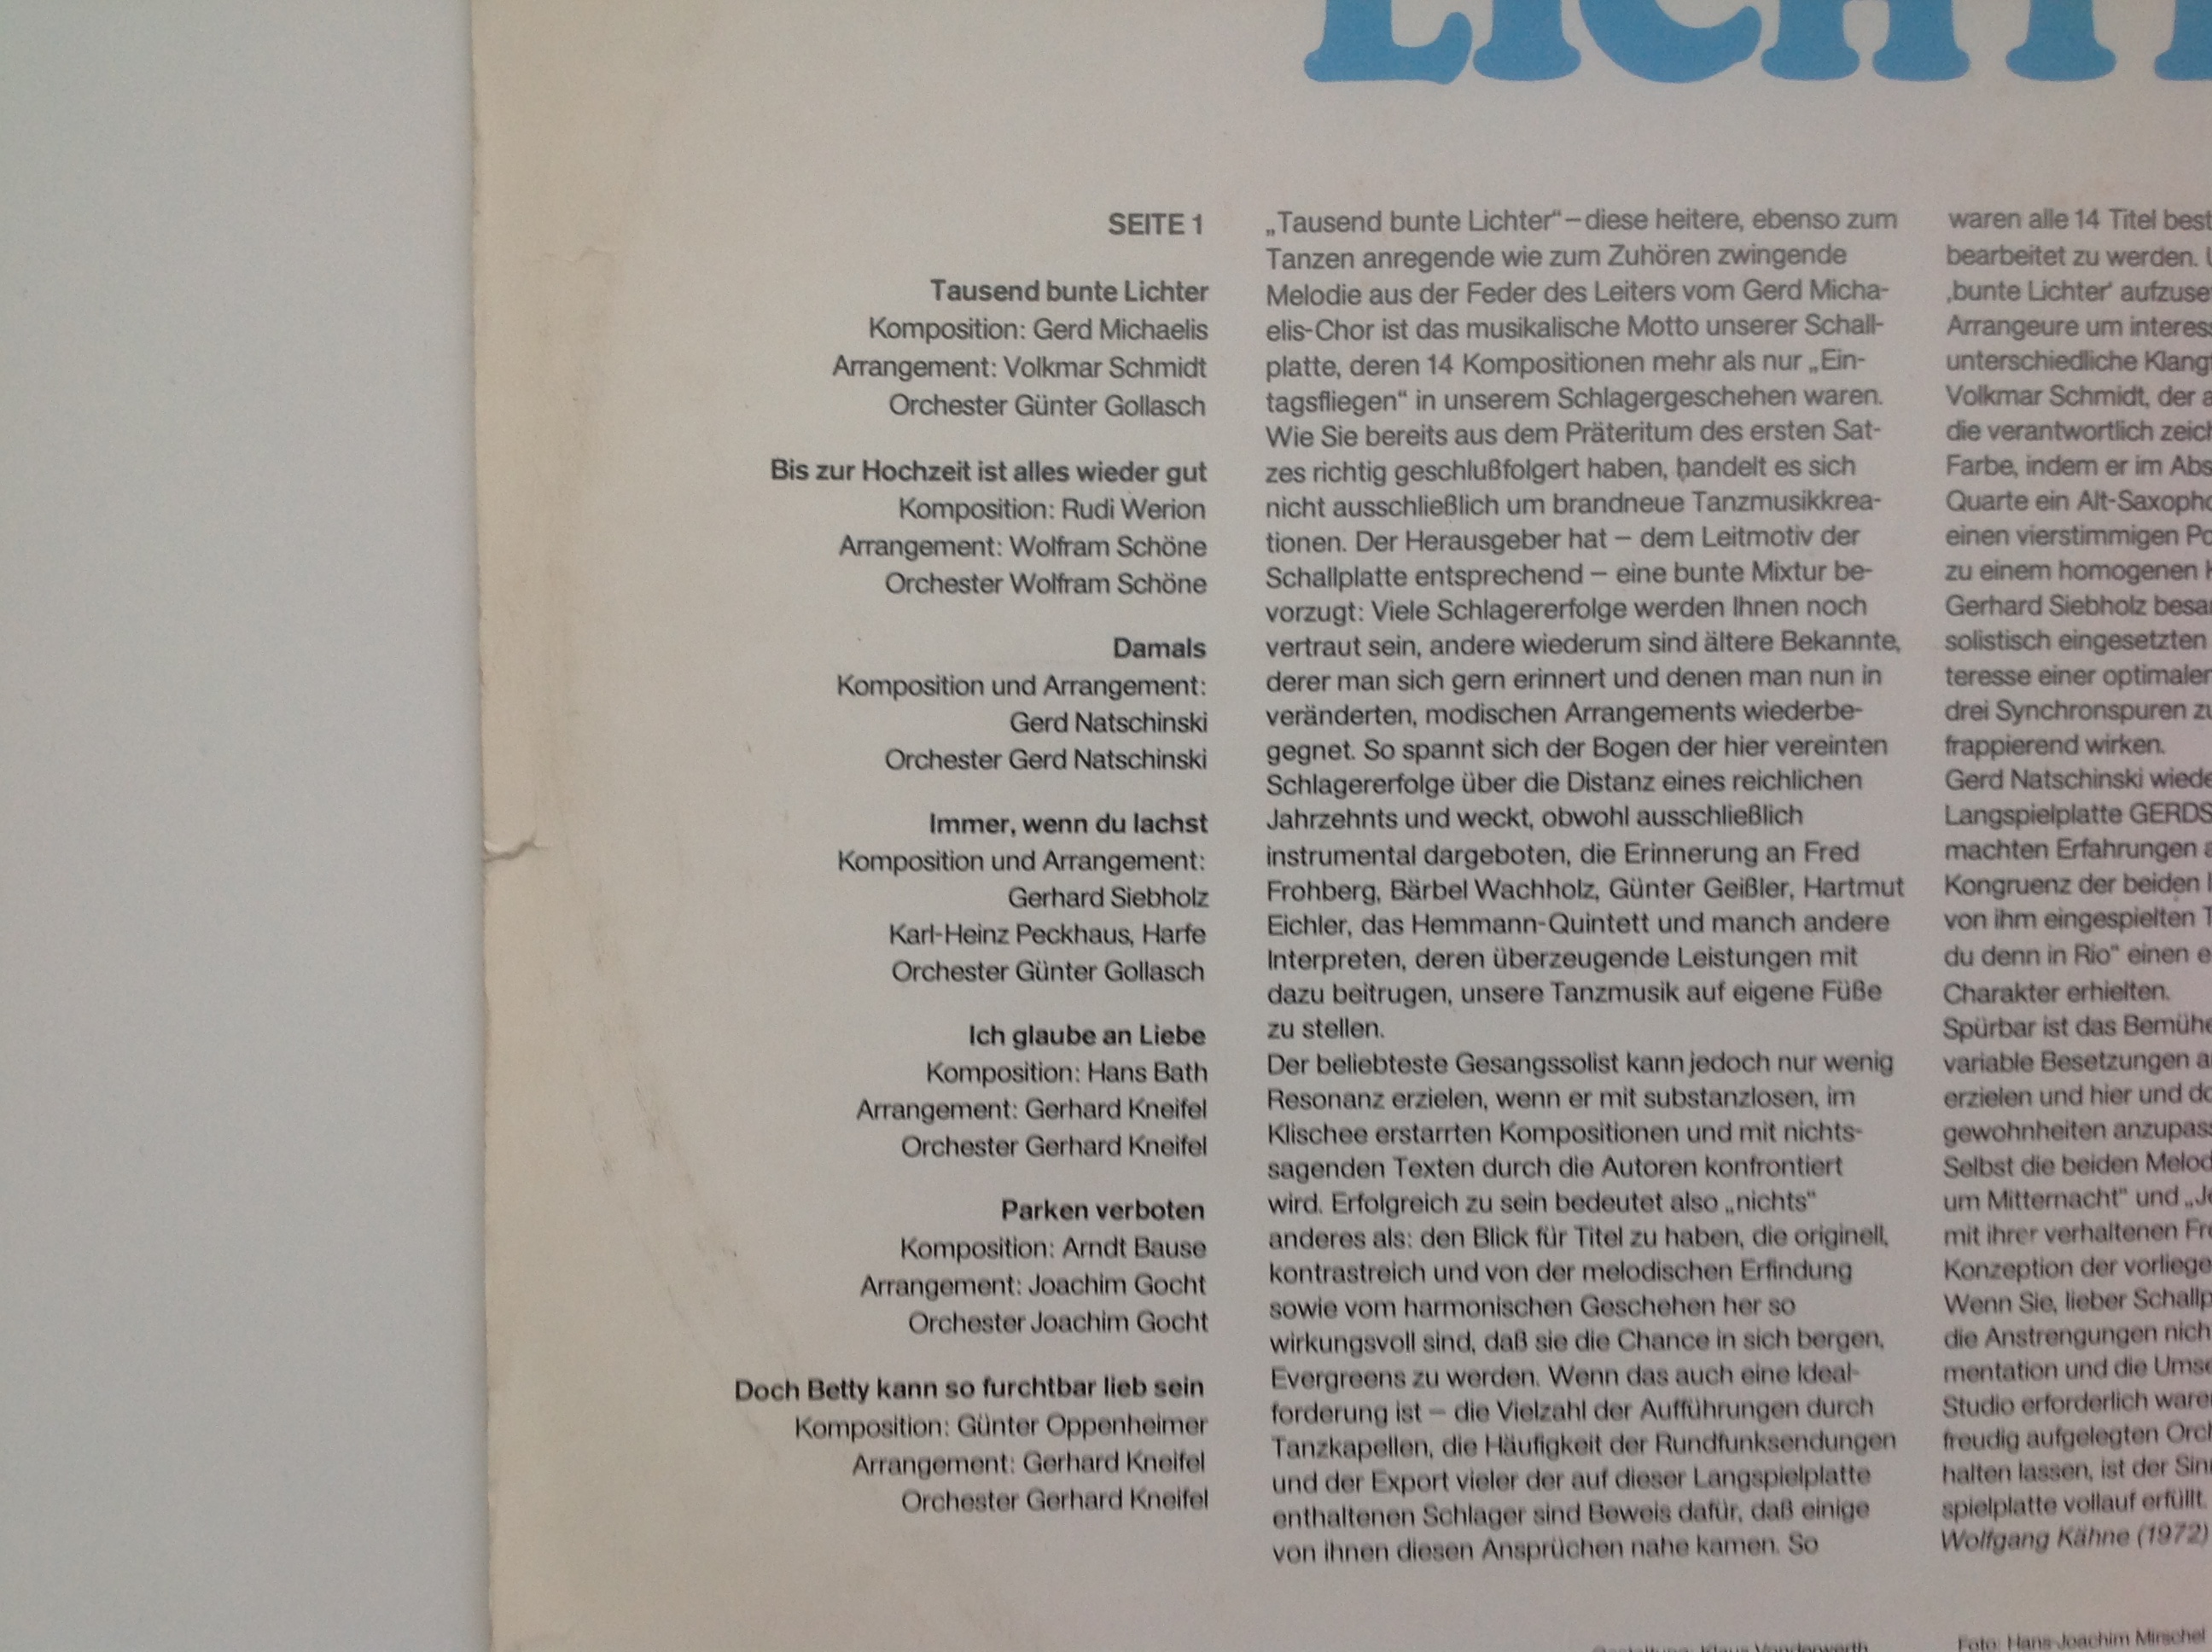 LICHT
SEITE 1
Tausend bunte Lichter
Komposition: Gerd Michaelis
Arrangement: Volkmar Schmidt
Orchester Günter Gollasch
Bis zur Hochzeit ist alles wieder gut
Komposition: Rudi Werion
Arrangement: Wolfram Schöne
Orchester Wolfram Schöne
Damals
Komposition und Arrangement:
Gerd Natschinski
Orchester Gerd Natschinski
Immer, wenn du lachst
Komposition und Arrangement:
Gerhard Siebholz
Karl-Heinz Peckhaus, Harfe
Orchester Günter Gollasch
Ich glaube an Liebe
Komposition: Hans Bath
Arrangement: Gerhard Kneifel
Orchester Gerhard Kneifel
Parken verboten
Komposition: Arndt Bause
Arrangement: Joachim Gocht
Orchester Joachim Gocht
Doch Betty kann so furchtbar lieb sein
Komposition: Günter Oppenheimer
Arrangement: Gerhard Kneifel
Orchester Gerhard Kneifel
„Tausend bunte Lichter“ – diese heitere, ebenso zum
Tanzen anregende wie zum Zuhören zwingende
Melodie aus der Feder des Leiters vom Gerd Micha-
elis-Chor ist das musikalische Motto unserer Schall-
platte, deren 14 Kompositionen mehr als nur „Ein-
tagsfliegen“ in unserem Schlagergeschehen waren.
Wie Sie bereits aus dem Präteritum des ersten Sat-
zes richtig geschlußfolgert haben, handelt es sich
nicht ausschließlich um brandneue Tanzmusikkrea-
tionen. Der Herausgeber hat – dem Leitmotiv der
Schallplatte entsprechend – eine bunte Mixtur be-
vorzugt: Viele Schlagererfolge werden Ihnen noch
vertraut sein, andere wiederum sind ältere Bekannte,
derer man sich gern erinnert und denen man nun in
veränderten, modischen Arrangements wiederbe-
gegnet. So spannt sich der Bogen der hier vereinten
Schlagererfolge über die Distanz eines reichlichen
Jahrzehnts und weckt, obwohl ausschließlich
instrumental dargeboten, die Erinnerung an Fred
Frohberg, Bärbel Wachholz, Günter Geißler, Hartmut
Eichler, das Hemmann-Quintett und manch andere
Interpreten, deren überzeugende Leistungen mit
dazu beitrugen, unsere Tanzmusik auf eigene Füße
zu stellen.
Der beliebteste Gesangssolist kann jedoch nur wenig
Resonanz erzielen, wenn er mit substanzlosen, im
Klischee erstarrten Kompositionen und mit nichts-
sagenden Texten durch die Autoren konfrontiert
wird. Erfolgreich zu sein bedeutet also „nichts“
anderes als: den Blick für Titel zu haben, die originell,
kontrastreich und von der melodischen Erfindung
sowie vom harmonischen Geschehen her so
wirkungsvoll sind, daß sie die Chance in sich bergen,
Evergreens zu werden. Wenn das auch eine Ideal-
forderung ist – die Vielzahl der Aufführungen durch
Tanzkapellen, die Häufigkeit der Rundfunksendungen
und der Export vieler der auf dieser Langspielplatte
enthaltenen Schlager sind Beweis dafür, daß einige
von ihnen diesen Ansprüchen nahe kamen. So
waren alle 14 Titel best
bearbeitet zu werden.
‚bunte Lichter‘ aufzuse
Arrangeure um interess
unterschiedliche Klang
Volkmar Schmidt, der a
die verantwortlich zeich
Farbe, indem er im Abs
Quarte ein Alt-Saxopho
einen vierstimmigen Po
zu einem homogenen
Gerhard Siebholz besa
solistisch eingesetzten
teresse einer optimalen
drei Synchronspuren zu
frappierend wirken.
Gerd Natschinski wiede
Langspielplatte GERDS
machten Erfahrungen a
Kongruenz der beiden
von ihm eingespielten T
du denn in Rio“ einen e
Charakter erhielten.
Spürbar ist das Bemühe
variable Besetzungen a
erzielen und hier und do
gewohnheiten anzupass
Selbst die beiden Melod
um Mitternacht“ und „Je
mit ihrer verhaltenen Fr
Konzeption der vorliege
Wenn Sie, lieber Schallp
die Anstrengungen nich
mentation und die Umse
Studio erforderlich ware
freudig aufgelegten Orch
halten lassen, ist der Sin
spielplatte vollauf erfüllt.
Wolfgang Kähne (1972)
Foto: Hans-Joachim Mirschel